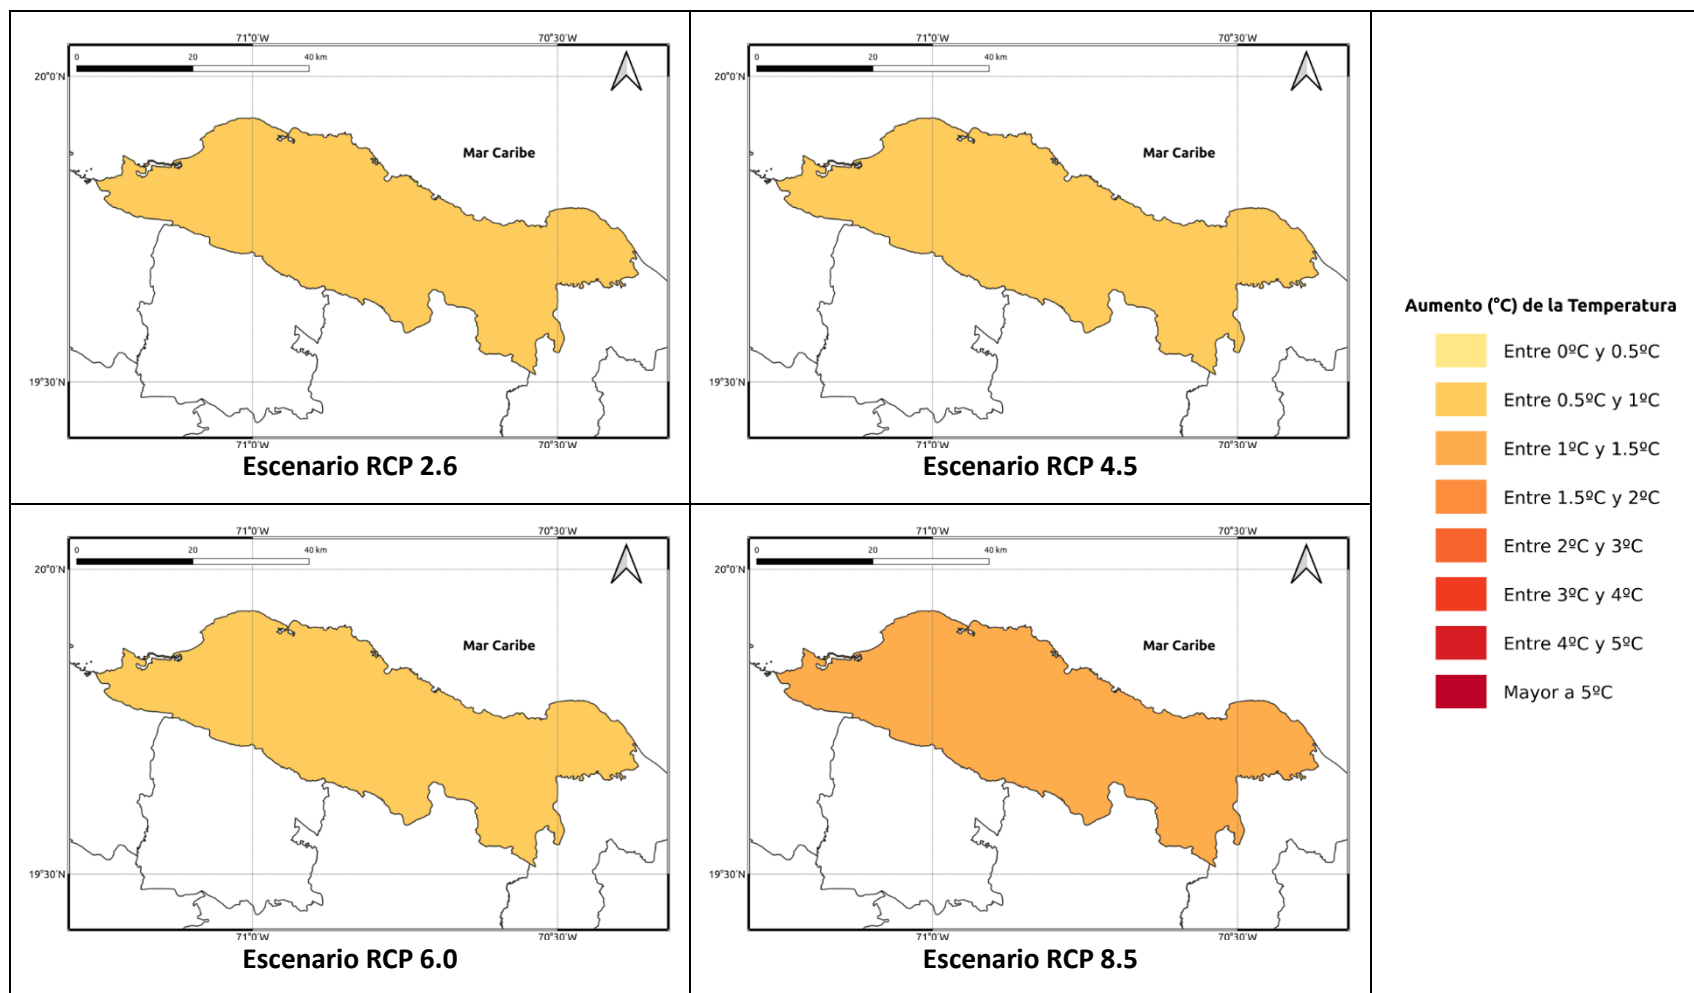 71°0'W 70°30'W
0 20 40 km
20°0'N
Mar Caribe
19°30'N
71°0'W 70°30'W
Escenario RCP 2.6
71°0'W 70°30'W
0 20 40 km
20°0'N
Mar Caribe
19°30'N
71°0'W 70°30'W
Escenario RCP 4.5
71°0'W 70°30'W
0 20 40 km
20°0'N
Mar Caribe
19°30'N
71°0'W 70°30'W
Escenario RCP 6.0
71°0'W 70°30'W
0 20 40 km
20°0'N
Mar Caribe
19°30'N
71°0'W 70°30'W
Escenario RCP 8.5
Aumento (°C) de la Temperatura
Entre 0ºC y 0.5ºC
Entre 0.5ºC y 1ºC
Entre 1ºC y 1.5ºC
Entre 1.5ºC y 2ºC
Entre 2ºC y 3ºC
Entre 3ºC y 4ºC
Entre 4ºC y 5ºC
Mayor a 5ºC